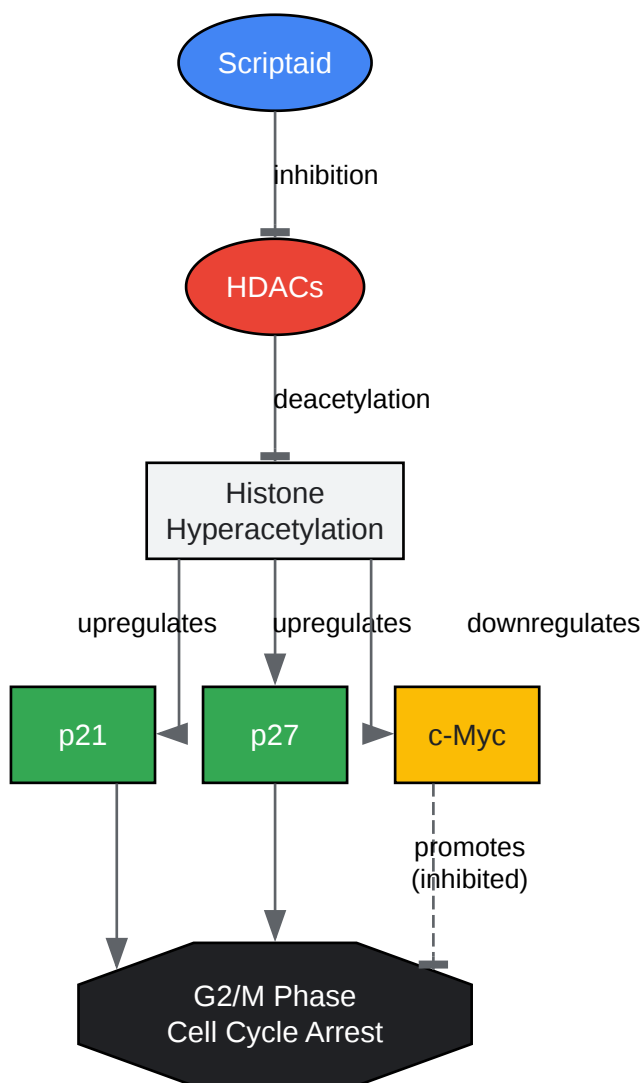 Scriptaid
inhibition
HDACs
deacetylation
Histone
Hyperacetylation
upregulates
upregulates
downregulates
p21
p27
c-Myc
promotes
(inhibited)
G2/M Phase
Cell Cycle Arrest